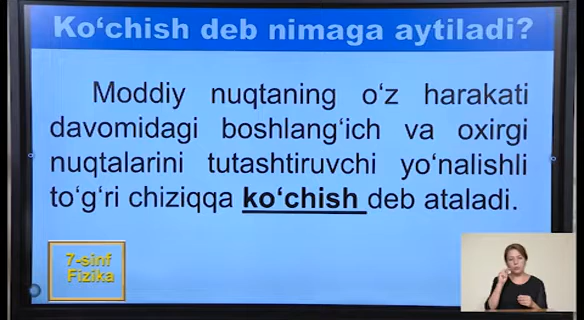 Ko‘chish deb nimaga aytiladi?
Moddiy nuqtaning o‘z harakati
davomidagi boshlang‘ich va oxirgi
nuqtalarini tutashtiruvchi yo‘nalishli
to‘g‘ri chiziqqa ko‘chish deb ataladi.
7-sinf
Fizika